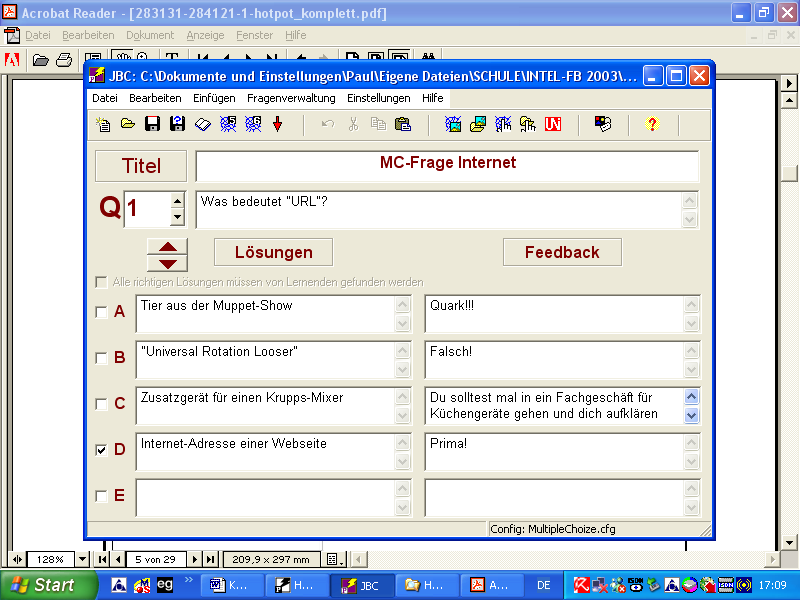 Acrobat Reader - [283131-284121-1-hotpot_komplett.pdf]
Datei Bearbeiten Dokument Anzeige Fenster Hilfe
JBC: C:\Dokumente und Einstellungen\Paul\Eigene Dateien\SCHULE\INTEL-FB 2003\...
Datei Bearbeiten Einfügen Fragenverwaltung Einstellungen Hilfe
Titel MC-Frage Internet
Q 1 Was bedeutet "URL"?
Lösungen Feedback
Alle richtigen Lösungen müssen von Lernenden gefunden werden
A Tier aus der Muppet-Show Quark!!!
B "Universal Rotation Looser" Falsch!
C Zusatzgerät für einen Krupps-Mixer Du solltest mal in ein Fachgeschäft für
Küchengeräte gehen und dich aufklären
D Internet-Adresse einer Webseite Prima!
E
Config: MultipleChoize.cfg
128% 5 von 29 209,9 x 297 mm
Start eg K... H... JBC H... A... DE 17:09